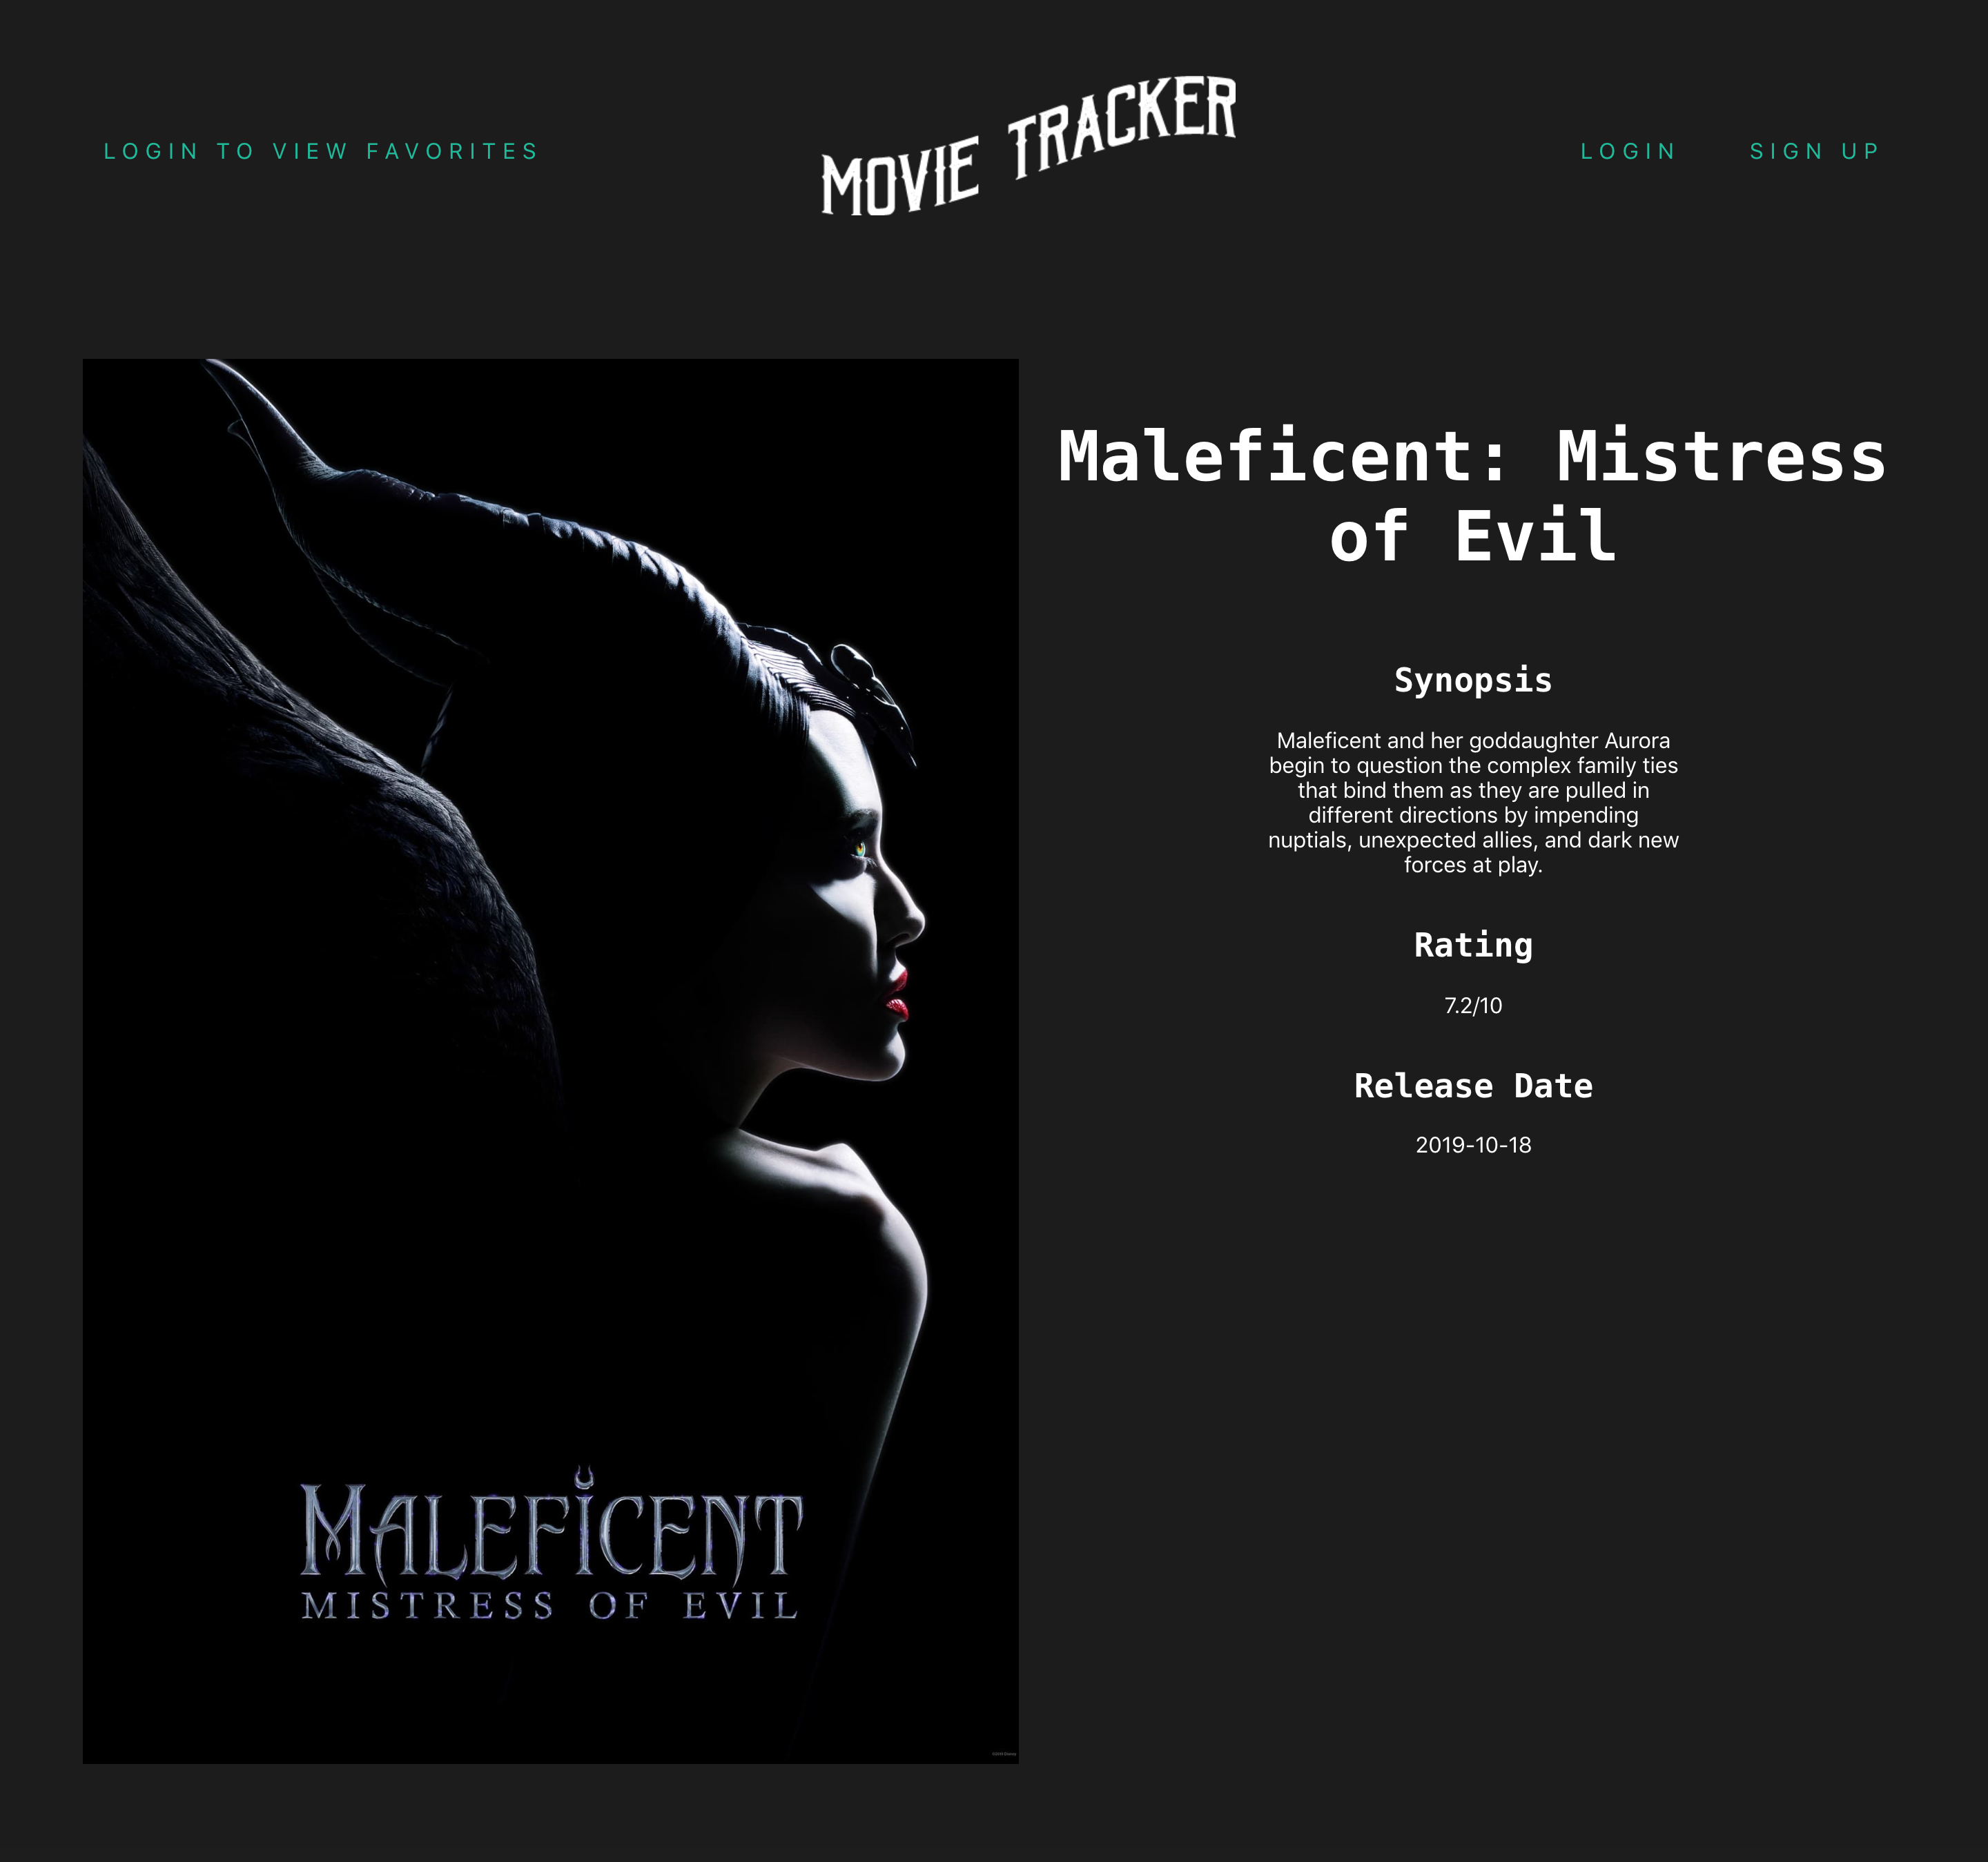 LOGIN TO VIEW FAVORITES
MOVIE TRACKER
LOGIN
SIGN UP
Maleficent: Mistress
of Evil
Synopsis
Maleficent and her goddaughter Aurora
begin to question the complex family ties
that bind them as they are pulled in
different directions by impending
nuptials, unexpected allies, and dark new
forces at play.
Rating
7.2/10
Release Date
2019-10-18
MALEFICENT
MISTRESS OF EVIL